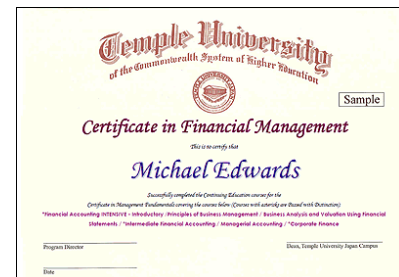 Temple University
of the Commonwealth System of Higher Education
Sample
Certificate in Financial Management
This is to certify that
Michael Edwards
Successfully completed the Continuing Education courses for the
Certificate in Management Fundamentals covering the courses below (Courses with asterisks are Passed with Distinction)
*Financial Accounting INTENSIVE - Introductory /Principles of Business Management / Business Analysis and Valuation Using Financial
Statements / *Intermediate Financial Accounting / Managerial Accounting / *Corporate Finance
Program Director
Dean, Temple University Japan Campus
Date